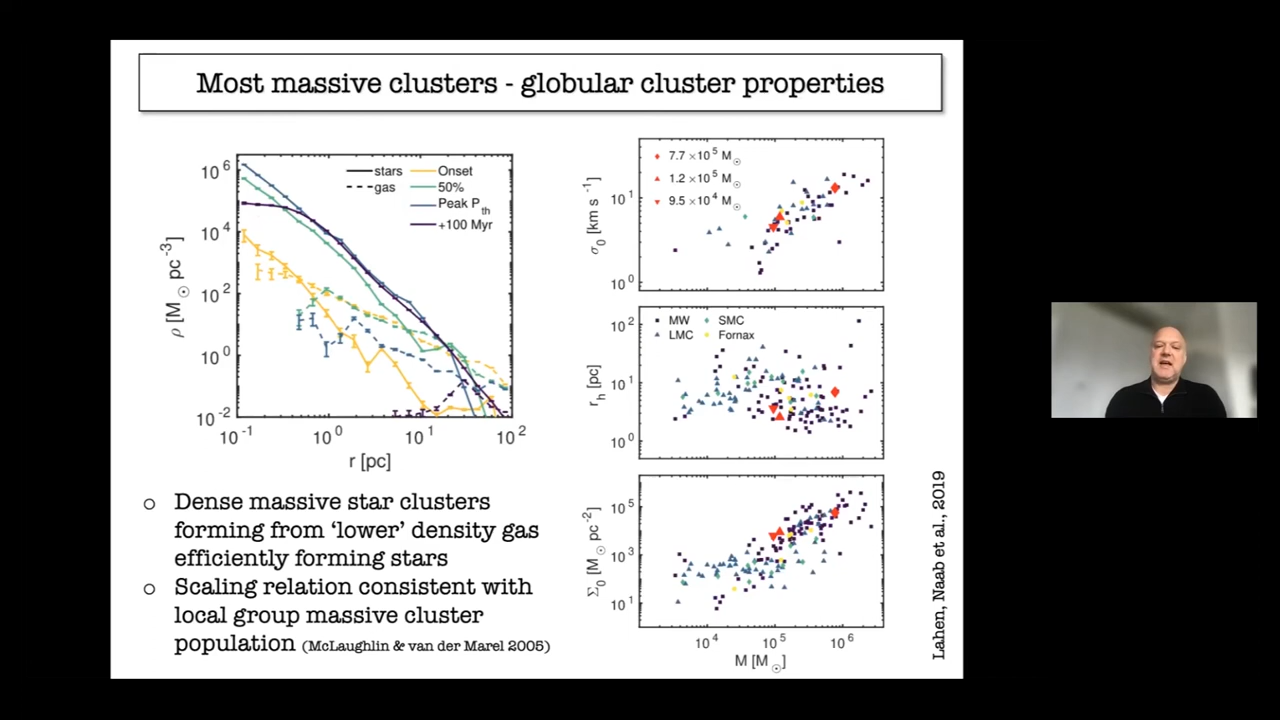 Most massive clusters - globular cluster properties
10^6
10^4
10^2
10^0
10^-2
ρ [M☉ pc^-3]
stars
gas
Onset
50%
Peak P_th
+100 Myr
10^-1
10^0
10^1
10^2
r [pc]
Dense massive star clusters
forming from ‘lower’ density gas
efficiently forming stars
Scaling relation consistent with
local group massive cluster
population (McLaughlin & van der Marel 2005)
7.7 ×10^5 M☉
1.2 ×10^5 M☉
9.5 ×10^4 M☉
10^1
10^0
σ_0 [km s^-1]
MW
LMC
SMC
Fornax
10^2
10^1
10^0
r_h [pc]
10^5
10^3
10^1
Σ_0 [M☉ pc^-2]
10^4
10^5
10^6
M [M☉]
Lahen, Naab et al., 2019